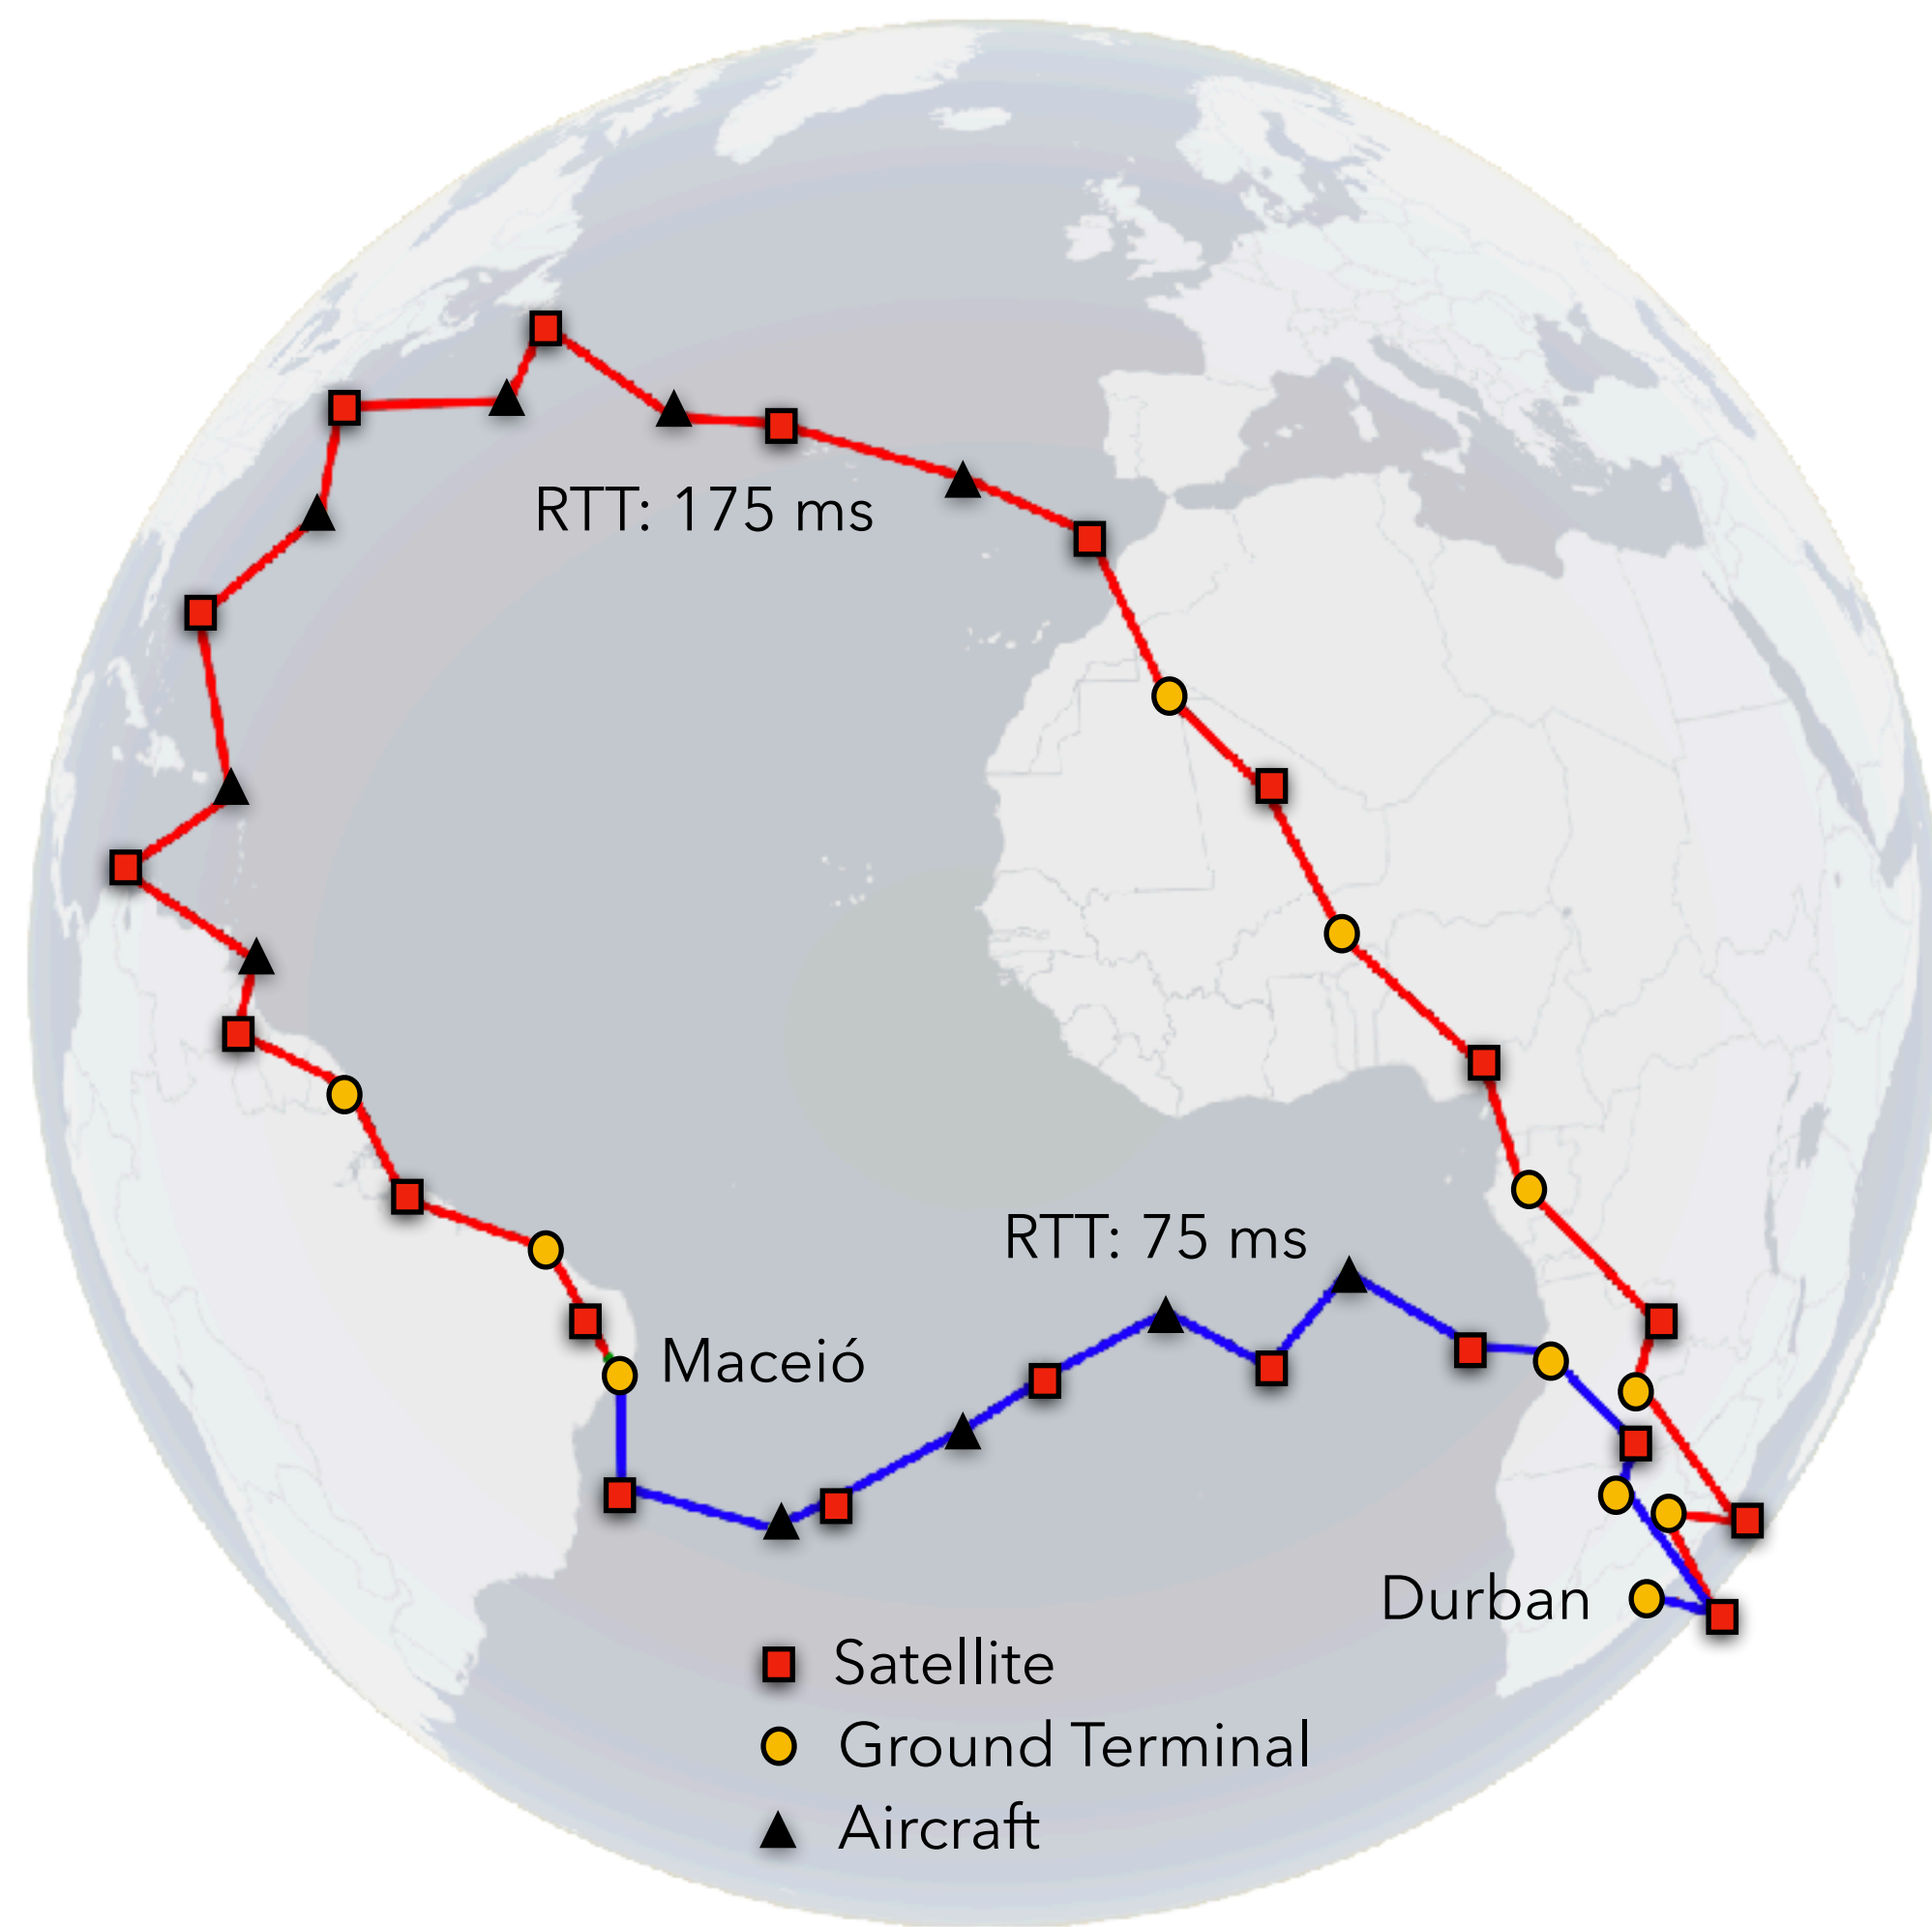 RTT: 175 ms
RTT: 75 ms
Maceió
Durban
Satellite
Ground Terminal
Aircraft